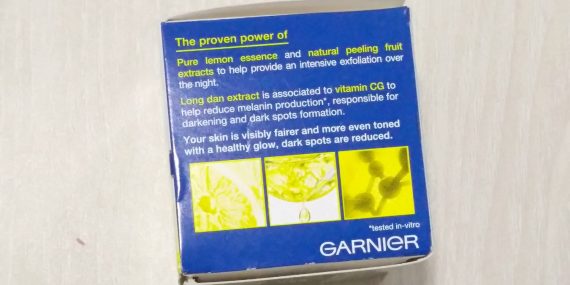 The proven power of
Pure lemon essence and natural peeling fruit
extracts to help provide an intensive exfoliation over
the night.
Long dan extract is associated to vitamin CG to
help reduce melanin production*, responsible for
darkening and dark spots formation.
Your skin is visibly fairer and more even toned
with a healthy glow, dark spots are reduced.
*tested in-vitro
GARNIER